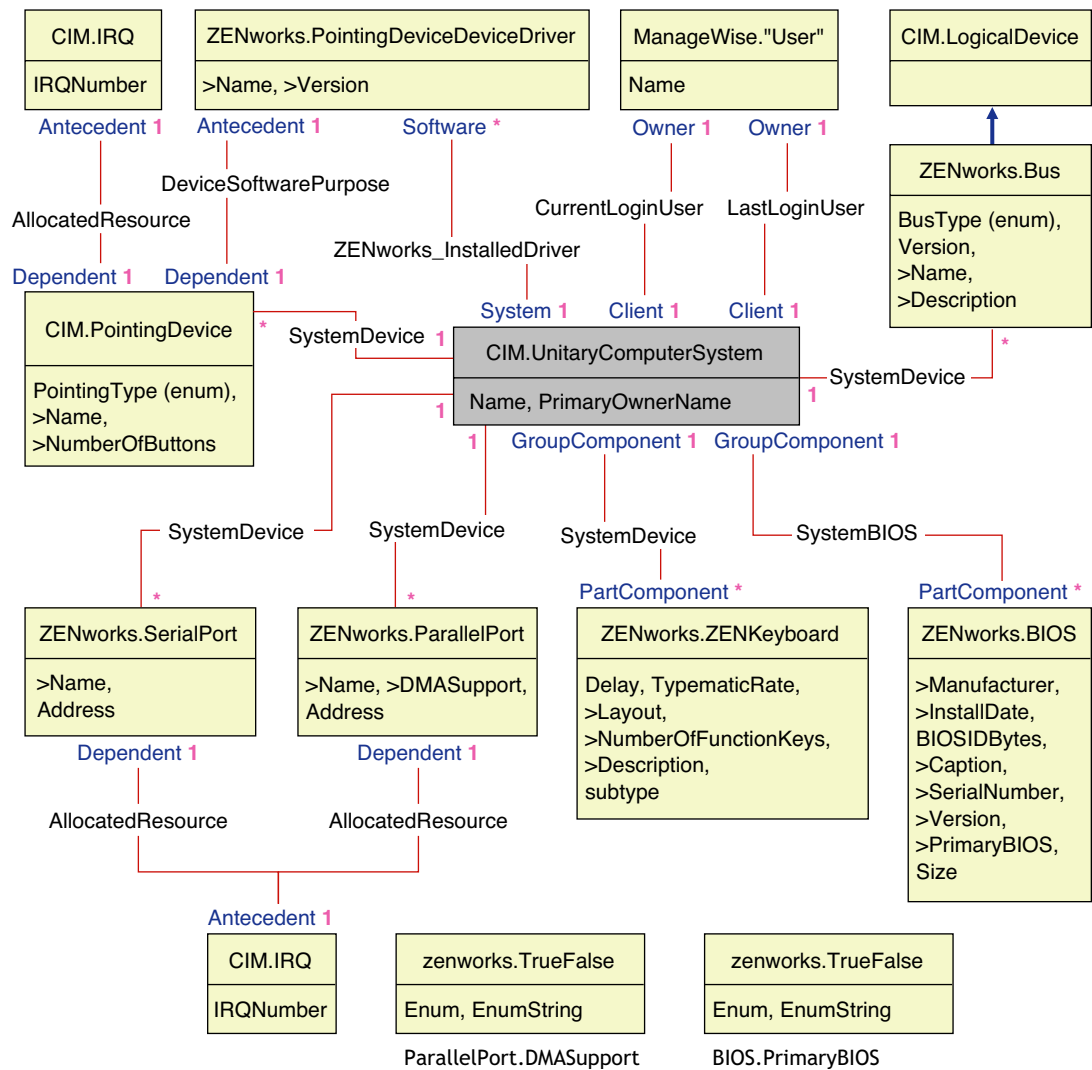 CIM.IRQ
IRQNumber
ZENworks.PointingDeviceDeviceDriver
>Name, >Version
ManageWise."User"
Name
CIM.LogicalDevice
Antecedent 1
Antecedent 1
Software *
Owner 1
Owner 1
ZENworks.Bus
BusType (enum),
Version,
>Name,
>Description
*
DeviceSoftwarePurpose
AllocatedResource
CurrentLoginUser
LastLoginUser
ZENworks_InstalledDriver
Dependent 1
Dependent 1
System 1
Client 1
Client 1
CIM.PointingDevice
PointingType (enum),
>Name,
>NumberOfButtons
*
SystemDevice
1
CIM.UnitaryComputerSystem
Name, PrimaryOwnerName
SystemDevice
1
1
1
GroupComponent 1
GroupComponent 1
SystemDevice
SystemDevice
SystemDevice
SystemBIOS
*
*
PartComponent *
PartComponent *
ZENworks.SerialPort
>Name,
Address
ZENworks.ParallelPort
>Name, >DMASupport,
Address
ZENworks.ZENKeyboard
Delay, TypematicRate,
>Layout,
>NumberOfFunctionKeys,
>Description,
subtype
ZENworks.BIOS
>Manufacturer,
>InstallDate,
BIOSIDBytes,
>Caption,
>SerialNumber,
>Version,
>PrimaryBIOS,
Size
Dependent 1
Dependent 1
AllocatedResource
AllocatedResource
Antecedent 1
CIM.IRQ
IRQNumber
zenworks.TrueFalse
Enum, EnumString
ParallelPort.DMASupport
zenworks.TrueFalse
Enum, EnumString
BIOS.PrimaryBIOS